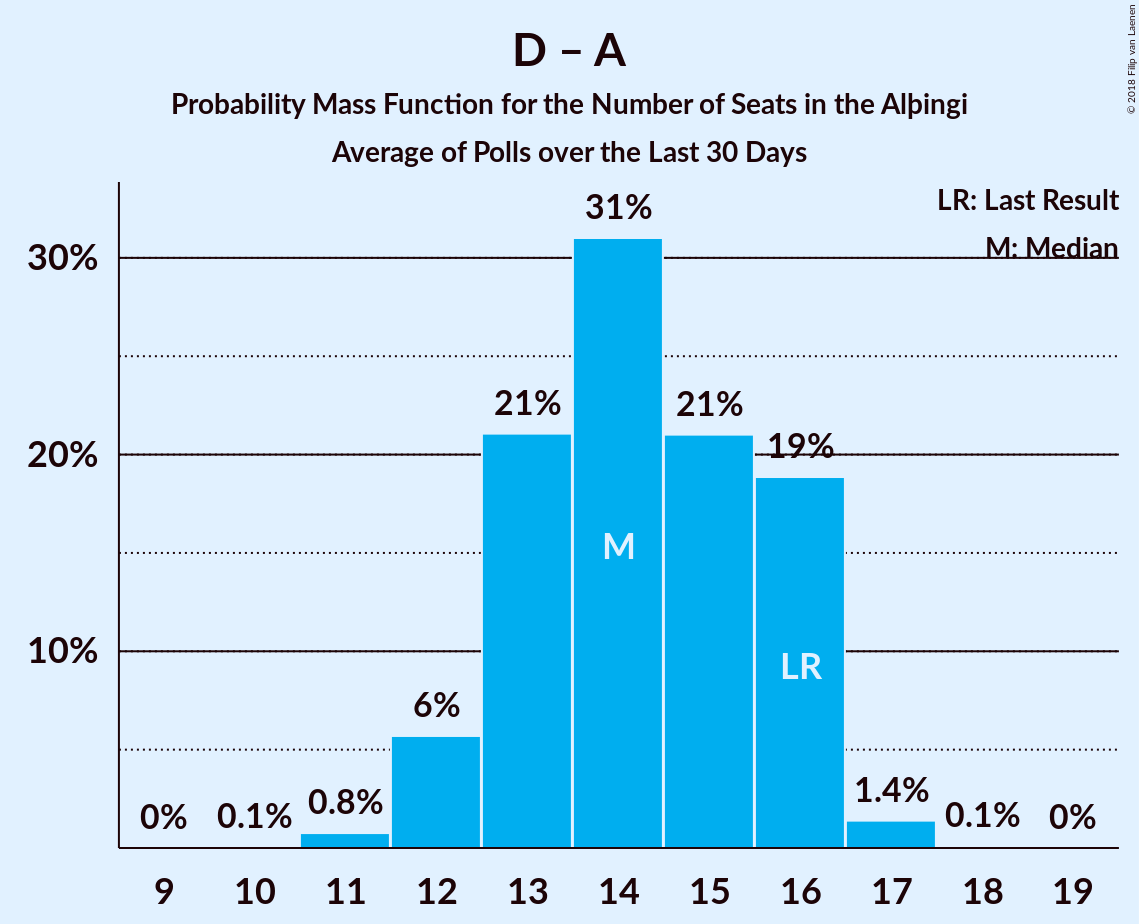 D – A
Probability Mass Function for the Number of Seats in the Alþingi
Average of Polls over the Last 30 Days
© 2018 Filip van Laenen
LR: Last Result
M: Median
30%
20%
10%
0%
0.1%
0.8%
6%
21%
31%
21%
19%
1.4%
0.1%
0%
M
LR
9 10 11 12 13 14 15 16 17 18 19